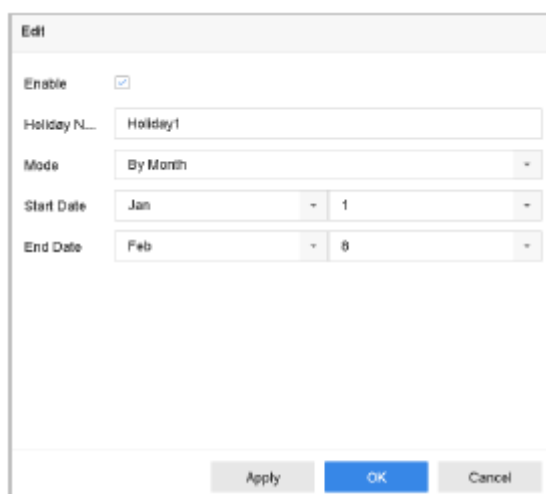 Edit
Enable
Holiday N...
Holiday1
Mode
By Month
Start Date
Jan
1
End Date
Feb
8
Apply
OK
Cancel